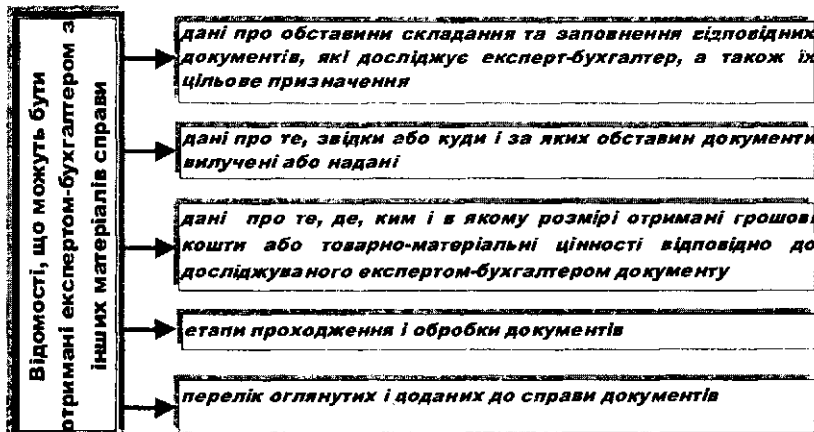 Відомості, що можуть бути
отримані експертом-бухгалтером з
інших матеріалів справи
дані про обставини складання та заповнення відповідних
документів, які досліджує експерт-бухгалтер, а також їх
цільове призначення
дані про те, звідки або куди і за яких обставин документи
вилучені або надані
дані про те, де, ким і в якому розмірі отримані грошові
кошти або товарно-матеріальні цінності відповідно до
досліджуваного експертом-бухгалтером документу
етапи проходження і обробки документів
перелік оглянутих і доданих до справи документів